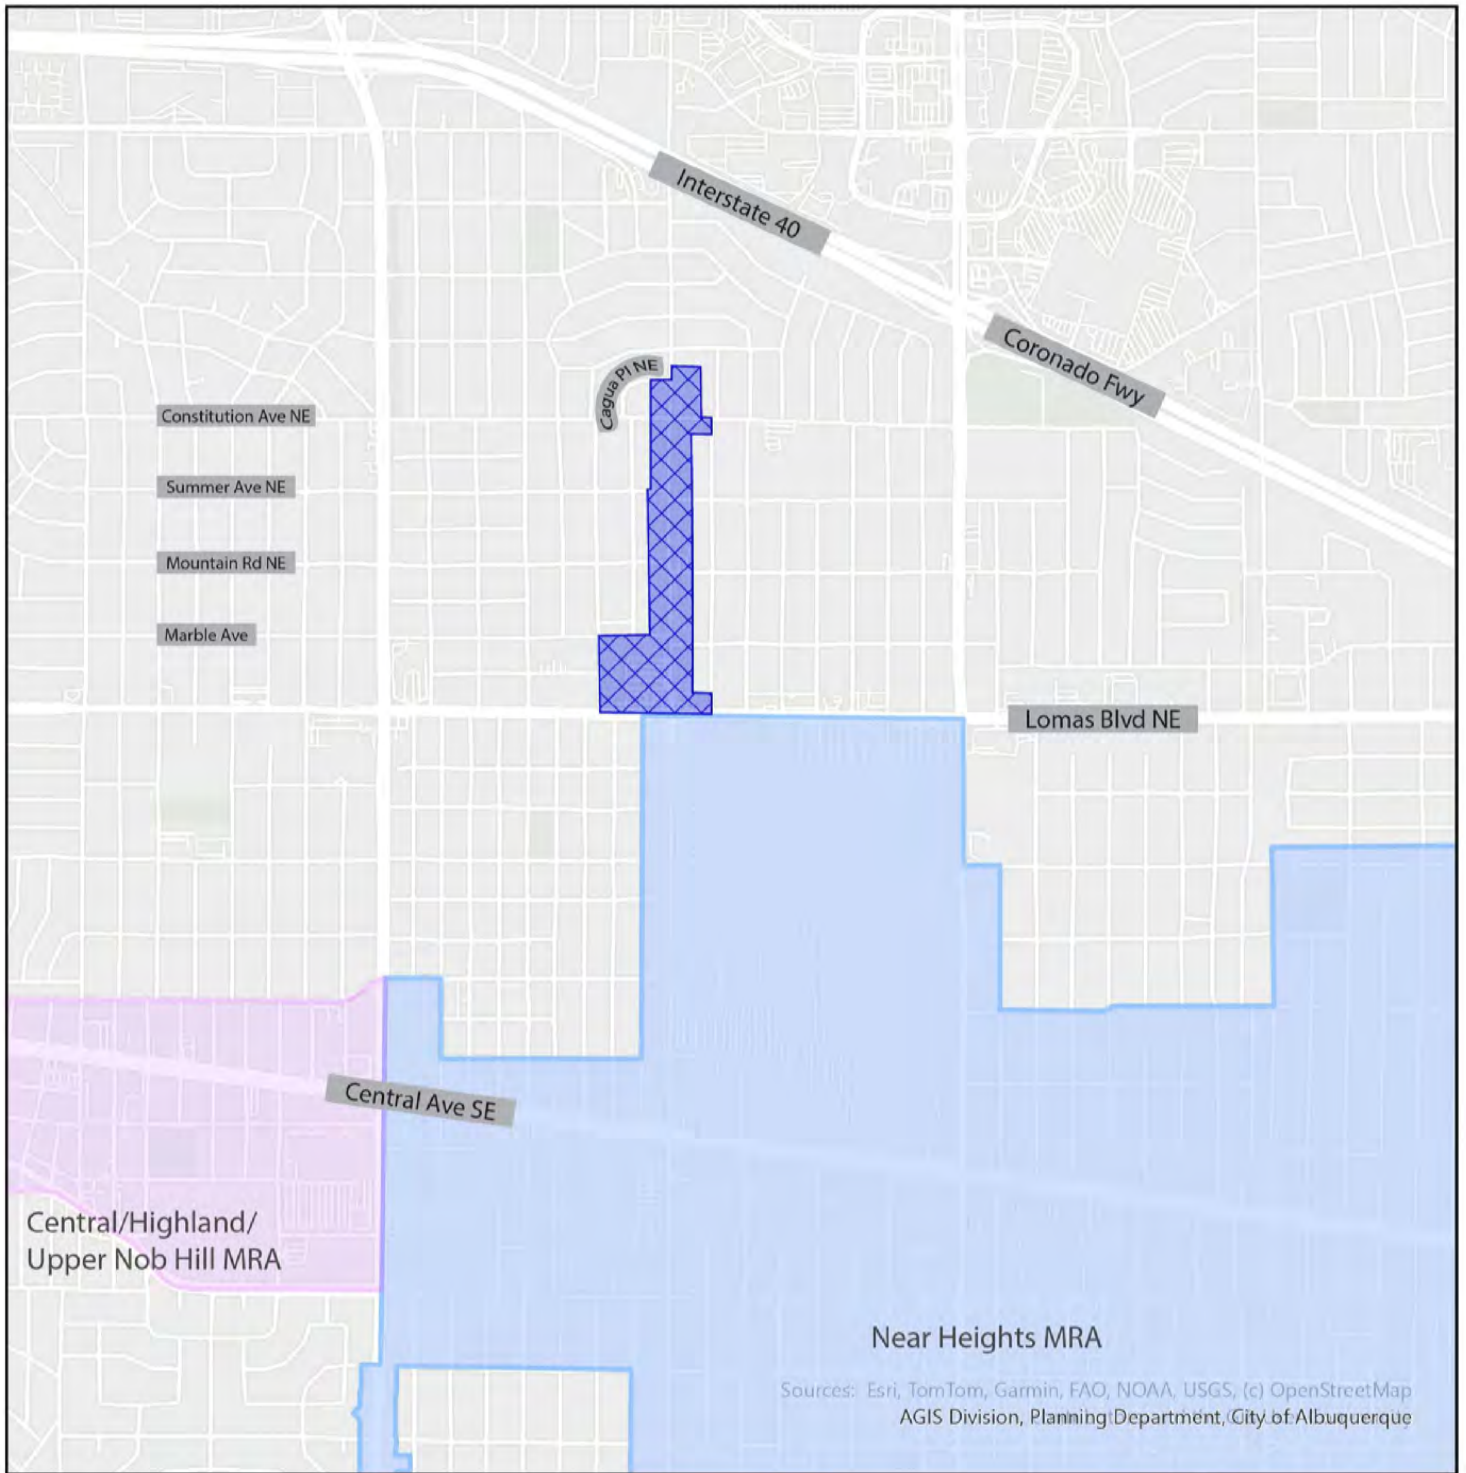 Interstate 40
Coronado Fwy
Cagua Pl NE
Constitution Ave NE
Summer Ave NE
Mountain Rd NE
Marble Ave
Lomas Blvd NE
Central Ave SE
Central/Highland/
Upper Nob Hill MRA
Near Heights MRA
Sources: Esri, TomTom, Garmin, FAO, NOAA, USGS, (c) OpenStreetMap
AGIS Division, Planning Department, City of Albuquerque